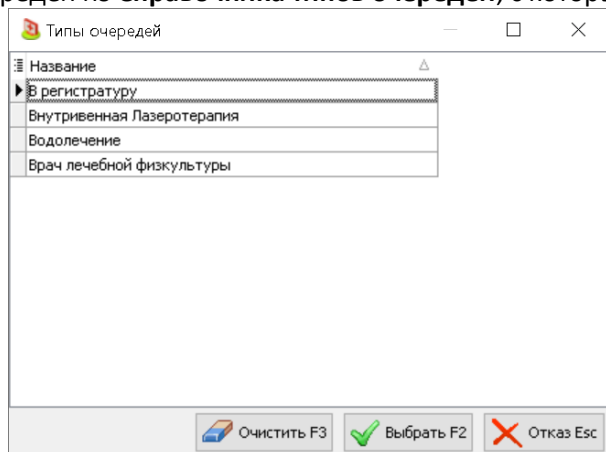 Типы очередей
Название
В регистратуру
Внутривенная Лазеротерапия
Водолечение
Врач лечебной физкультуры
Очистить F3
Выбрать F2
Отказ Esc